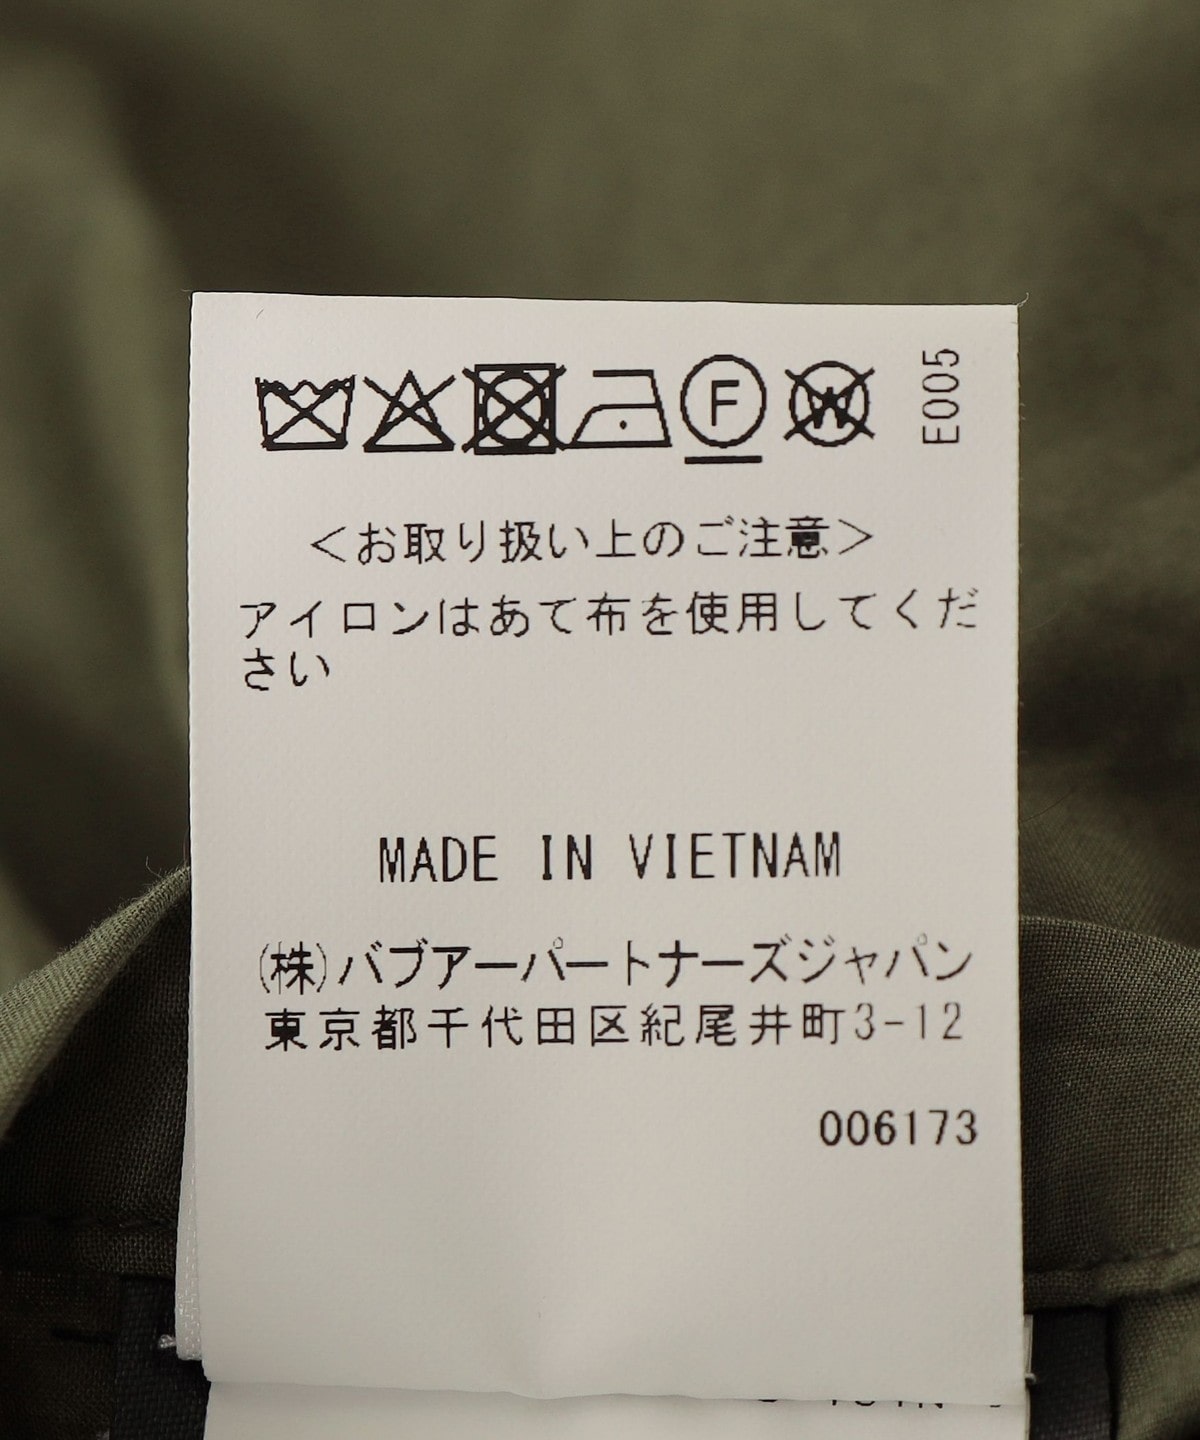 E005
F
W
＜お取り扱い上のご注意＞
アイロンはあて布を使用してくだ
さい
MADE IN VIETNAM
(株)バブアーパートナーズジャパン
東京都千代田区紀尾井町3-12
006173